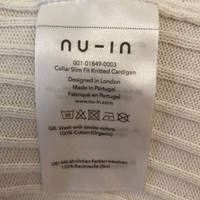 nu-in
001-01849-0003
Collar Slim Fit Knitted Cardigan
Designed in London
Made in Portugal
Fabriqué en Portugal
www.nu-in.com
GB: Wash with similar colors.
100% Cotton (Organic)
DE: Mit ähnlichen Farben waschen.
100% Baumwolle (Bio)